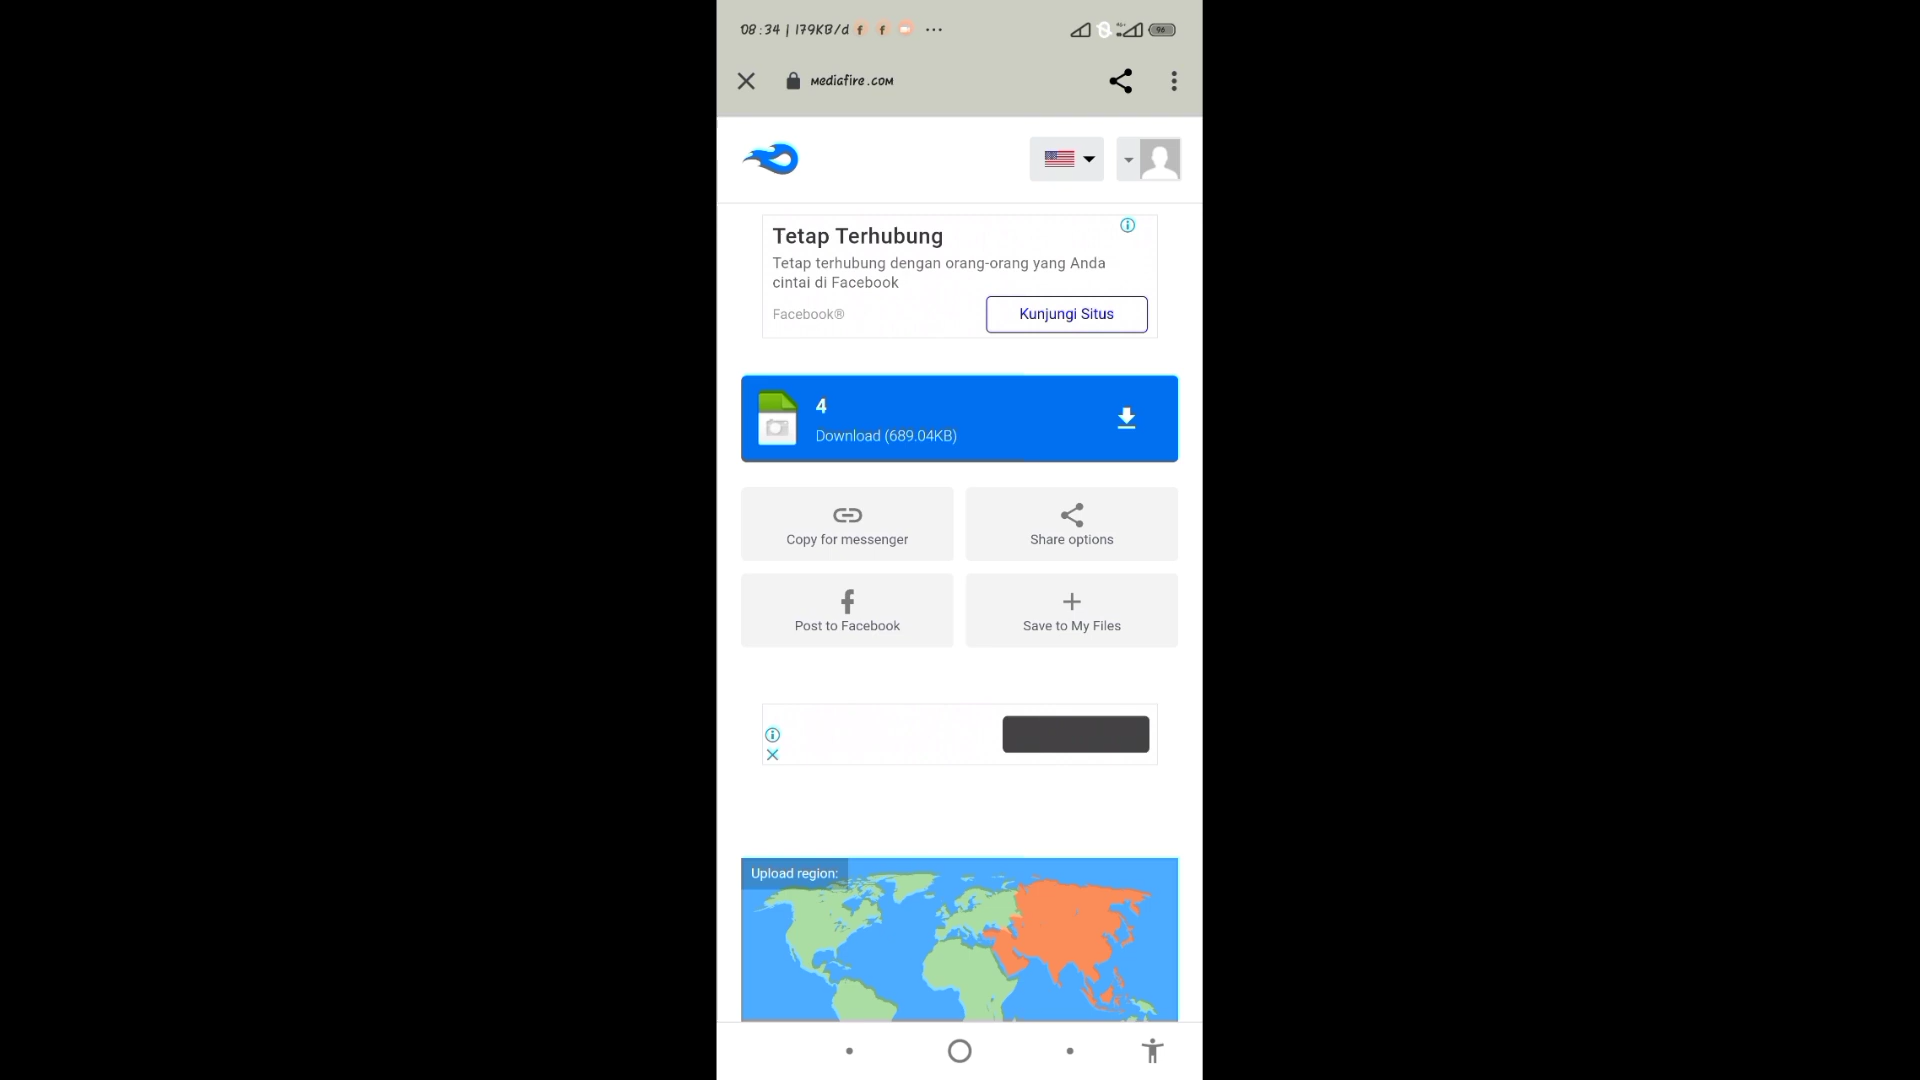 08:34 | 179KB/d f f ...
mediafire.com
Tetap Terhubung
Tetap terhubung dengan orang-orang yang Anda
cintai di Facebook
Facebook®
Kunjungi Situs
4
Download (689.04KB)
Copy for messenger
Share options
Post to Facebook
Save to My Files
Upload region: